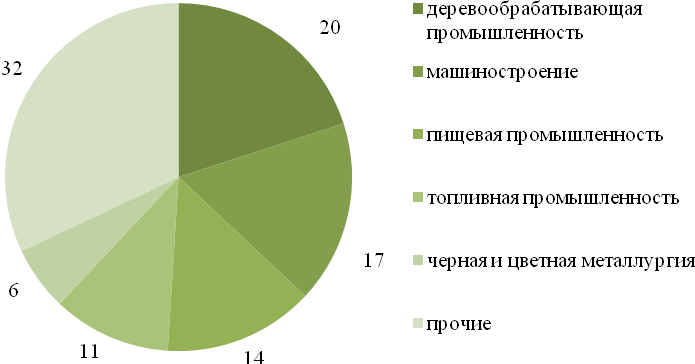 20
32
17
6
11
14
деревообрабатывающая
промышленность
машиностроение
пищевая промышленность
топливная промышленность
черная и цветная металлургия
прочие